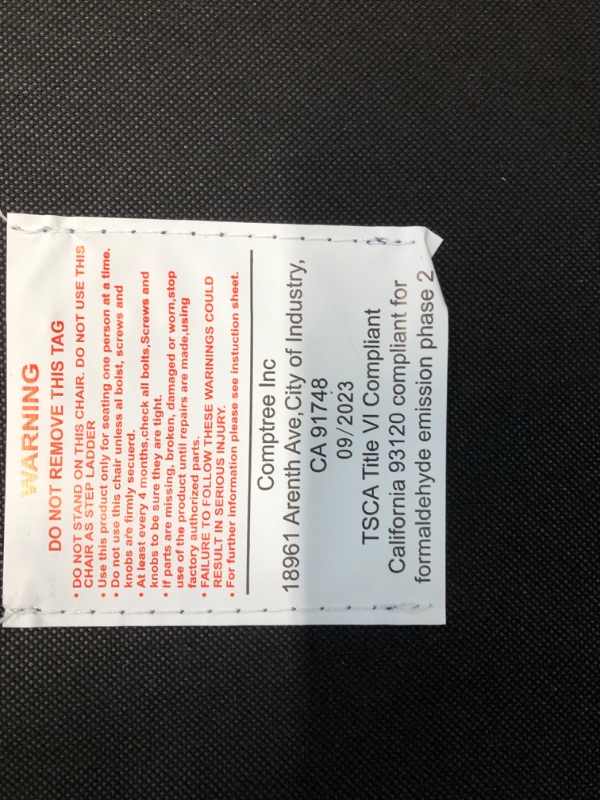 WARNING
DO NOT REMOVE THIS TAG
• DO NOT STAND ON THIS CHAIR. DO NOT USE THIS
CHAIR AS STEP LADDER
• Use this product only for seating one person at a time.
• Do not use this chair unless al bolst, screws and
knobs are firmly secuerd.
• At least every 4 months,check all bolts,Screws and
knobs to be sure they are tight.
• If parts are missing, broken, damaged or worn,stop
use of the product until repairs are made,using
factory authorized parts.
• FAILURE TO FOLLOW THESE WARININGS COULD
RESULT IN SERIOUS INJURY.
• For further information please see instuction sheet.
Comptree Inc
18961 Arenth Ave,City of Industry,
CA 91748
09/2023
TSCA Title VI Compliant
California 93120 compliant for
formaldehyde emission phase 2